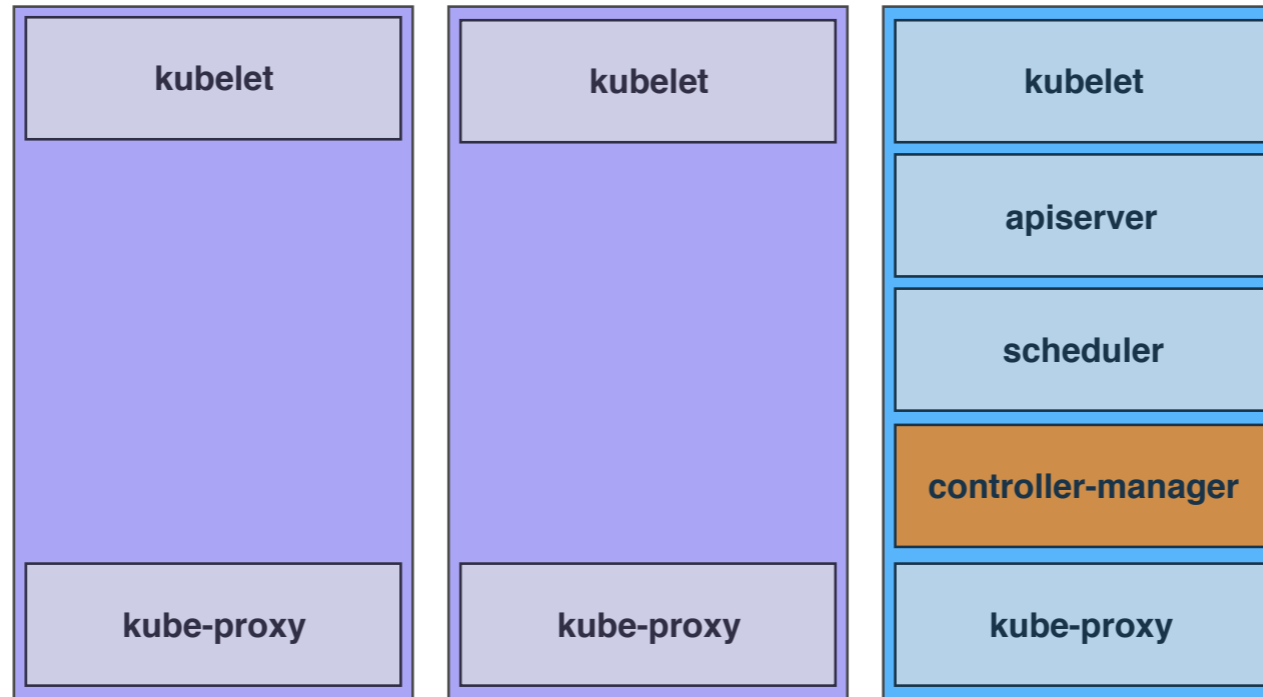 kubelet
kube-proxy
kubelet
kube-proxy
kubelet
apiserver
scheduler
controller-manager
kube-proxy